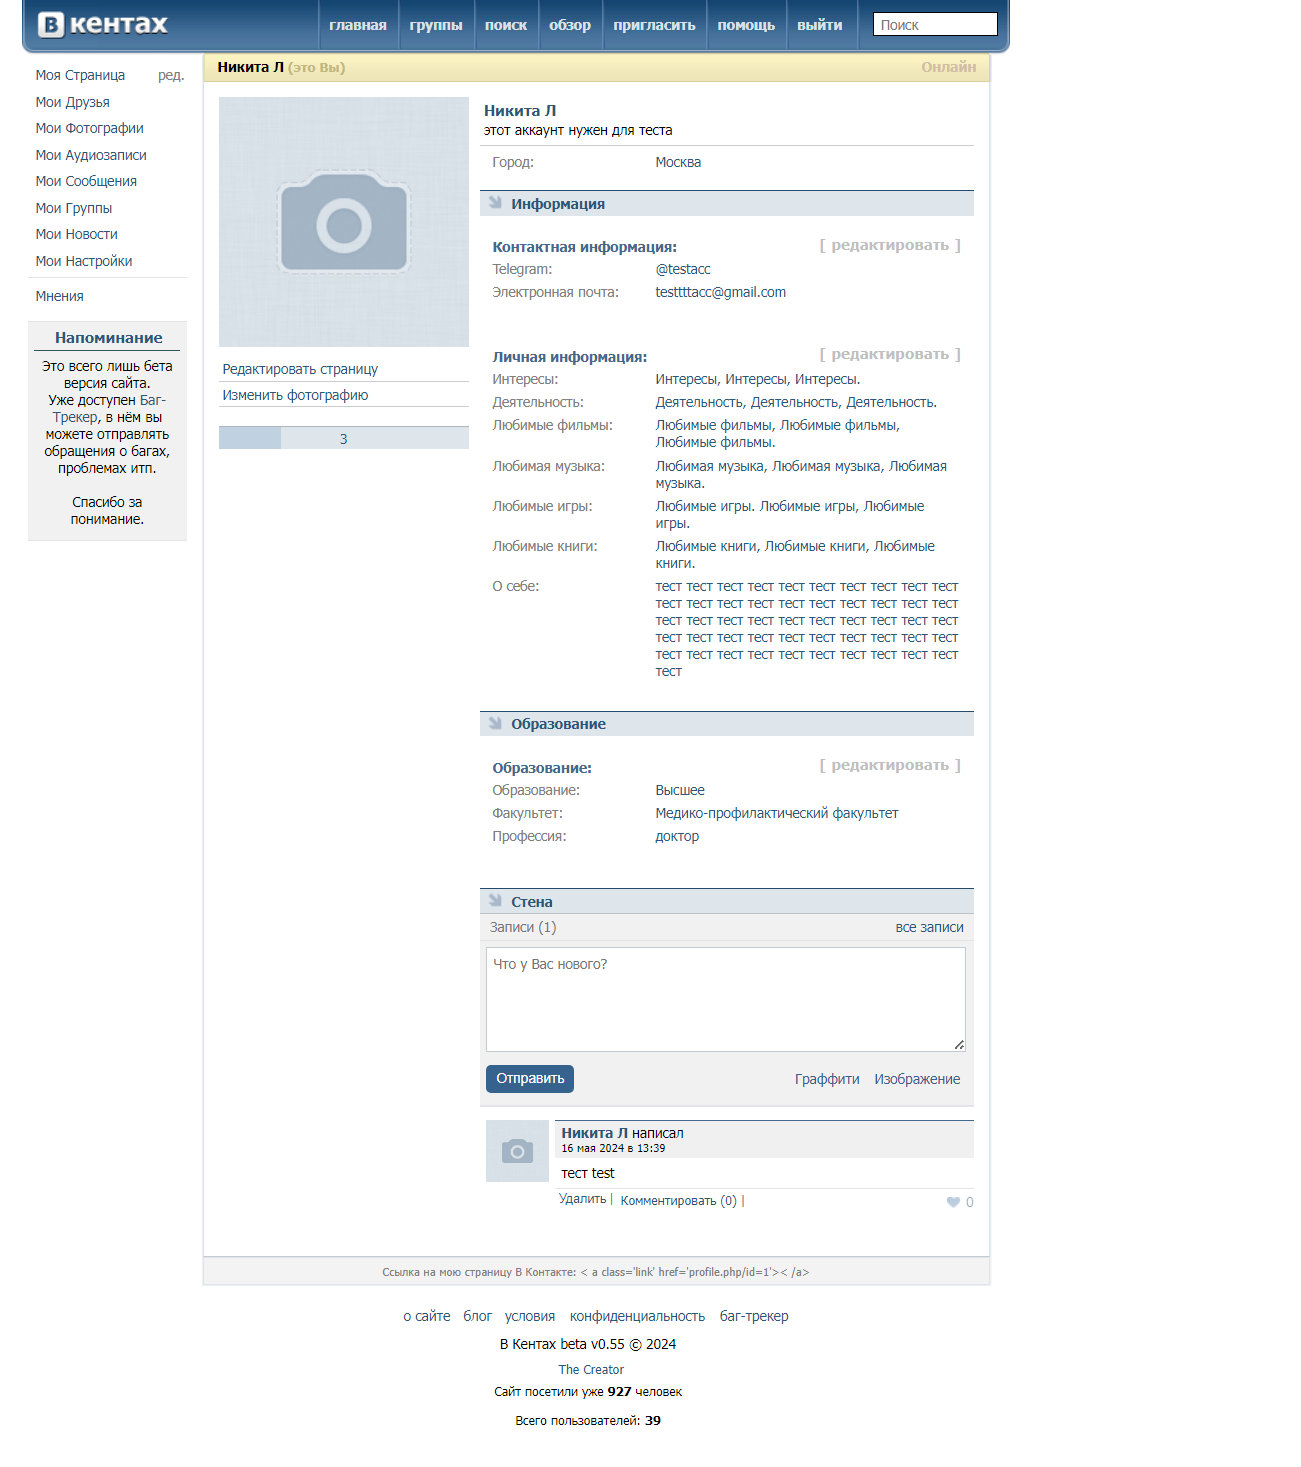 В кентах
главная группы поиск обзор пригласить помощь выйти Поиск
Моя Страница ред.
Мои Друзья
Мои Фотографии
Мои Аудиозаписи
Мои Сообщения
Мои Группы
Мои Новости
Мои Настройки
Мнения
Напоминание
Это всего лишь бета
версия сайта.
Уже доступен Баг-
Трекер, в нём вы
можете отправлять
обращения о багах,
проблемах итп.
Спасибо за
понимание.
Никита Л (это Вы) Онлайн
Редактировать страницу
Изменить фотографию
3
Никита Л
этот аккаунт нужен для теста
Город: Москва
Информация
Контактная информация: [ редактировать ]
Telegram: @testacc
Электронная почта: testtttacc@gmail.com
Личная информация: [ редактировать ]
Интересы: Интересы, Интересы, Интересы.
Деятельность: Деятельность, Деятельность, Деятельность.
Любимые фильмы: Любимые фильмы, Любимые фильмы,
Любимые фильмы.
Любимая музыка: Любимая музыка, Любимая музыка, Любимая
музыка.
Любимые игры: Любимые игры. Любимые игры, Любимые
игры.
Любимые книги: Любимые книги, Любимые книги, Любимые
книги.
О себе: тест тест тест тест тест тест тест тест тест тест
тест тест тест тест тест тест тест тест тест тест
тест тест тест тест тест тест тест тест тест тест
тест тест тест тест тест тест тест тест тест тест
тест тест тест тест тест тест тест тест тест тест
тест
Образование
Образование: [ редактировать ]
Образование: Высшее
Факультет: Медико-профилактический факультет
Профессия: доктор
Стена
Записи (1) все записи
Что у Вас нового?
Отправить Граффити Изображение
Никита Л написал
16 мая 2024 в 13:39
тест test
Удалить | Комментировать (0) | 0
Ссылка на мою страницу В Контакте: < a class='link' href='profile.php/id=1'>< /a>
о сайте блог условия конфиденциальность баг-трекер
В Кентах beta v0.55 © 2024
The Creator
Сайт посетили уже 927 человек
Всего пользователей: 39